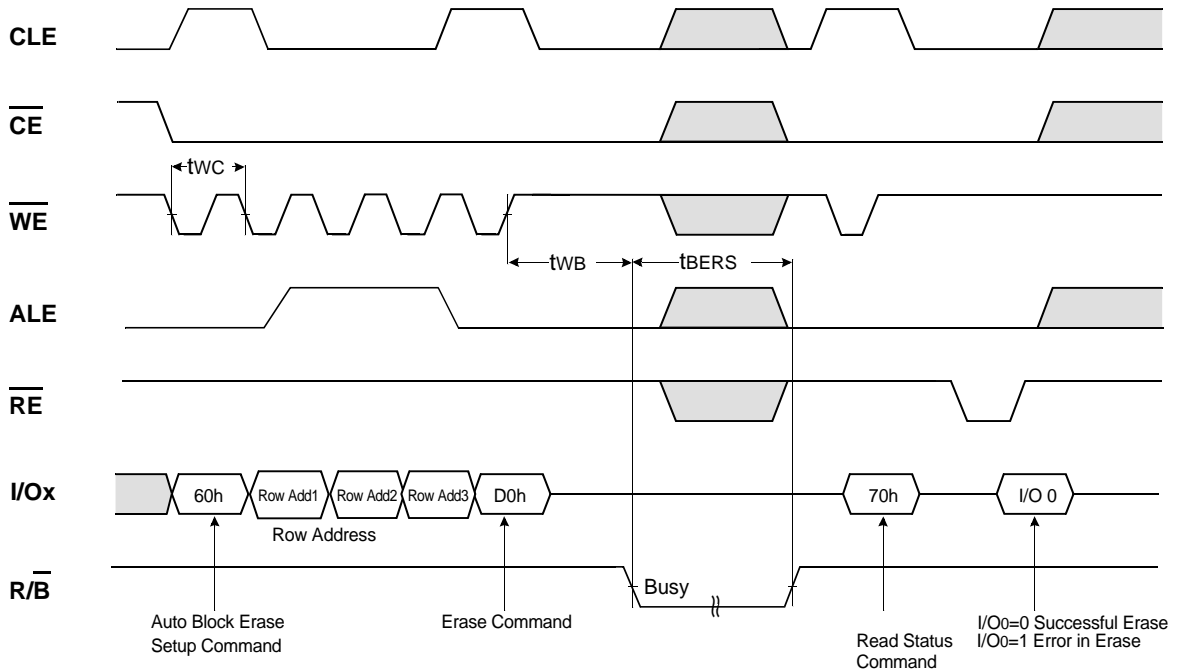 CLE
CE
tWC
WE
tWB
tBERS
ALE
RE
I/Ox
60h
Row Add1
Row Add2
Row Add3
D0h
70h
I/O 0
Row Address
R/B
Busy
Auto Block Erase
Setup Command
Erase Command
Read Status
Command
I/O0=0 Successful Erase
I/O0=1 Error in Erase